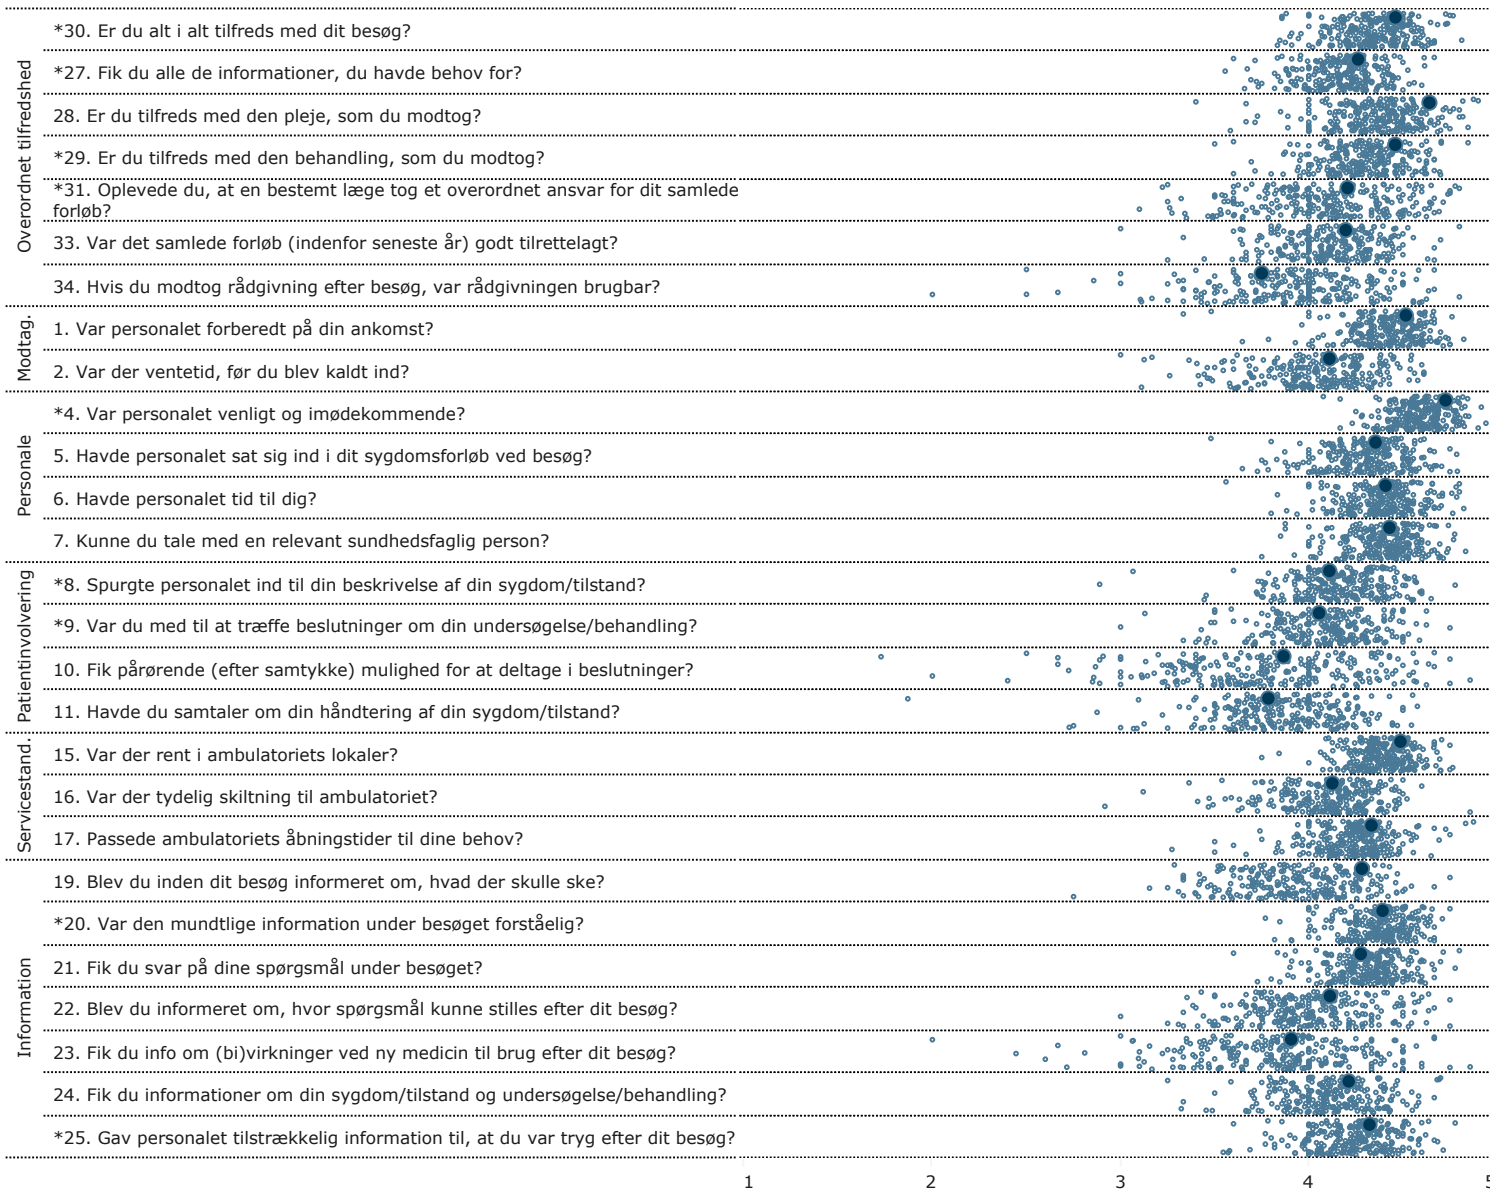 Overordnet tilfredshed
*30. Er du alt i alt tilfreds med dit besøg?
*27. Fik du alle de informationer, du havde behov for?
28. Er du tilfreds med den pleje, som du modtog?
*29. Er du tilfreds med den behandling, som du modtog?
*31. Oplevede du, at en bestemt læge tog et overordnet ansvar for dit samlede
forløb?
33. Var det samlede forløb (indenfor seneste år) godt tilrettelagt?
34. Hvis du modtog rådgivning efter besøg, var rådgivningen brugbar?
Modtag.
1. Var personalet forberedt på din ankomst?
2. Var der ventetid, før du blev kaldt ind?
Personale
*4. Var personalet venligt og imødekommende?
5. Havde personalet sat sig ind i dit sygdomsforløb ved besøg?
6. Havde personalet tid til dig?
7. Kunne du tale med en relevant sundhedsfaglig person?
Patientinvolvering
*8. Spurgte personalet ind til din beskrivelse af din sygdom/tilstand?
*9. Var du med til at træffe beslutninger om din undersøgelse/behandling?
10. Fik pårørende (efter samtykke) mulighed for at deltage i beslutninger?
11. Havde du samtaler om din håndtering af din sygdom/tilstand?
Servicestand.
15. Var der rent i ambulatoriets lokaler?
16. Var der tydelig skiltning til ambulatoriet?
17. Passede ambulatoriets åbningstider til dine behov?
Information
19. Blev du inden dit besøg informeret om, hvad der skulle ske?
*20. Var den mundtlige information under besøget forståelig?
21. Fik du svar på dine spørgsmål under besøget?
22. Blev du informeret om, hvor spørgsmål kunne stilles efter dit besøg?
23. Fik du info om (bi)virkninger ved ny medicin til brug efter dit besøg?
24. Fik du informationer om din sygdom/tilstand og undersøgelse/behandling?
*25. Gav personalet tilstrækkelig information til, at du var tryg efter dit besøg?
1 2 3 4 5